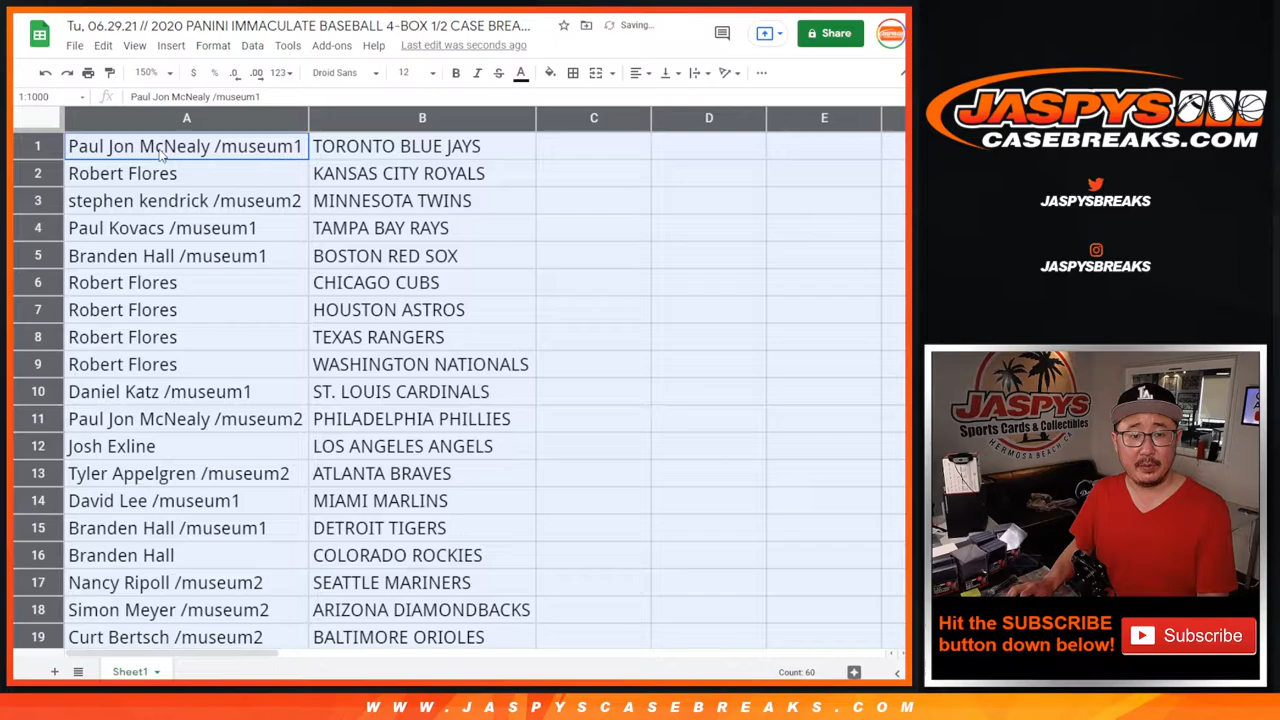 Tu, 06.29.21 // 2020 PANINI IMMACULATE BASEBALL 4-BOX 1/2 CASE BREA...
Saving...
File Edit View Insert Format Data Tools Add-ons Help Last edit was seconds ago
Share
150% $ % .0 .00 123 Droid Sans 12 B I S A
1:1000 fx Paul Jon McNealy /museum1
A B C D E
1 Paul Jon McNealy /museum1 TORONTO BLUE JAYS
2 Robert Flores KANSAS CITY ROYALS
3 stephen kendrick /museum2 MINNESOTA TWINS
4 Paul Kovacs /museum1 TAMPA BAY RAYS
5 Branden Hall /museum1 BOSTON RED SOX
6 Robert Flores CHICAGO CUBS
7 Robert Flores HOUSTON ASTROS
8 Robert Flores TEXAS RANGERS
9 Robert Flores WASHINGTON NATIONALS
10 Daniel Katz /museum1 ST. LOUIS CARDINALS
11 Paul Jon McNealy /museum2 PHILADELPHIA PHILLIES
12 Josh Exline LOS ANGELES ANGELS
13 Tyler Appelgren /museum2 ATLANTA BRAVES
14 David Lee /museum1 MIAMI MARLINS
15 Branden Hall /museum1 DETROIT TIGERS
16 Branden Hall COLORADO ROCKIES
17 Nancy Ripoll /museum2 SEATTLE MARINERS
18 Simon Meyer /museum2 ARIZONA DIAMONDBACKS
19 Curt Bertsch /museum2 BALTIMORE ORIOLES
Sheet1
Count: 60
JASPYS
CASEBREAKS.COM
JASPYSBREAKS
JASPYSBREAKS
JASPYS
Sports Cards & Collectibles
HERMOSA BEACH CA
LA
Hit the SUBSCRIBE
button down below!
Subscribe
WWW.JASPYSCASEBREAKS.COM